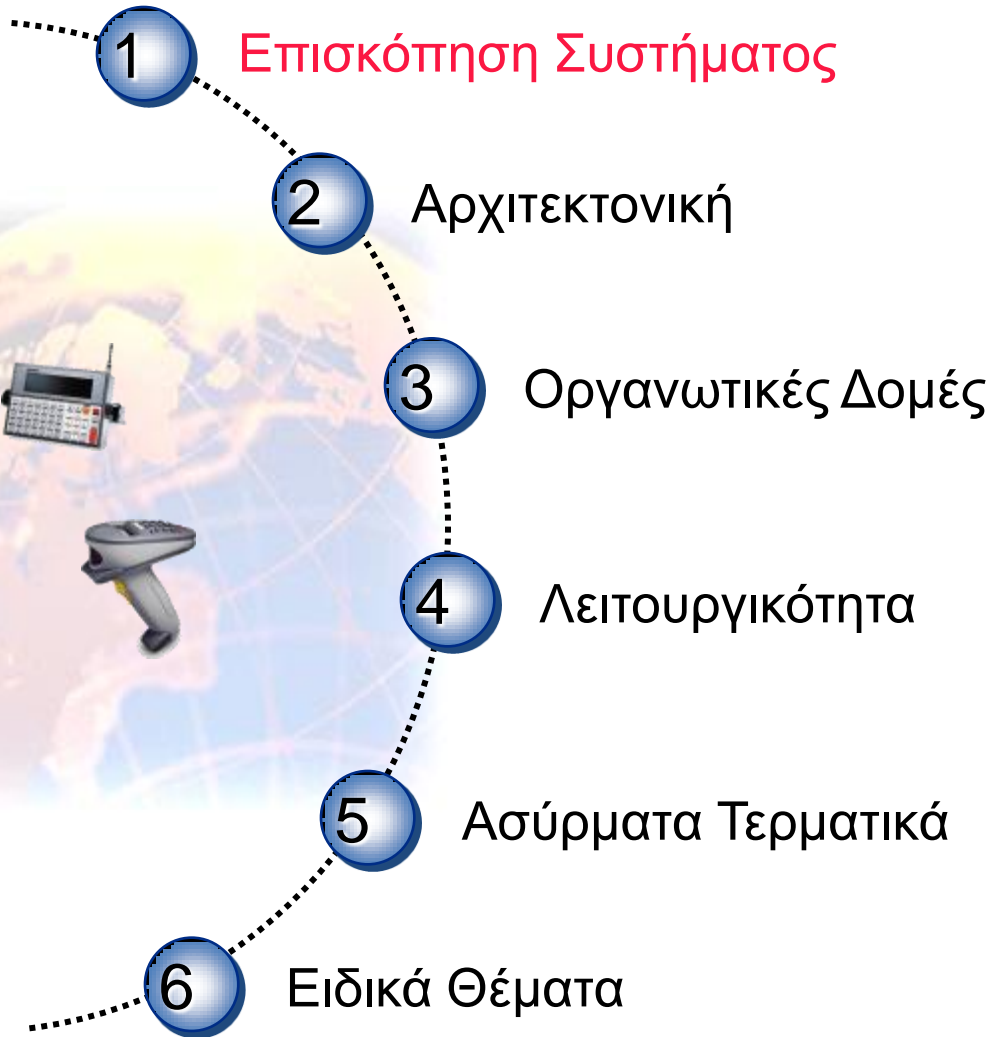 1 Επισκόπηση Συστήματος
2 Αρχιτεκτονική
3 Οργανωτικές Δομές
4 Λειτουργικότητα
5 Ασύρματα Τερματικά
6 Ειδικά Θέματα